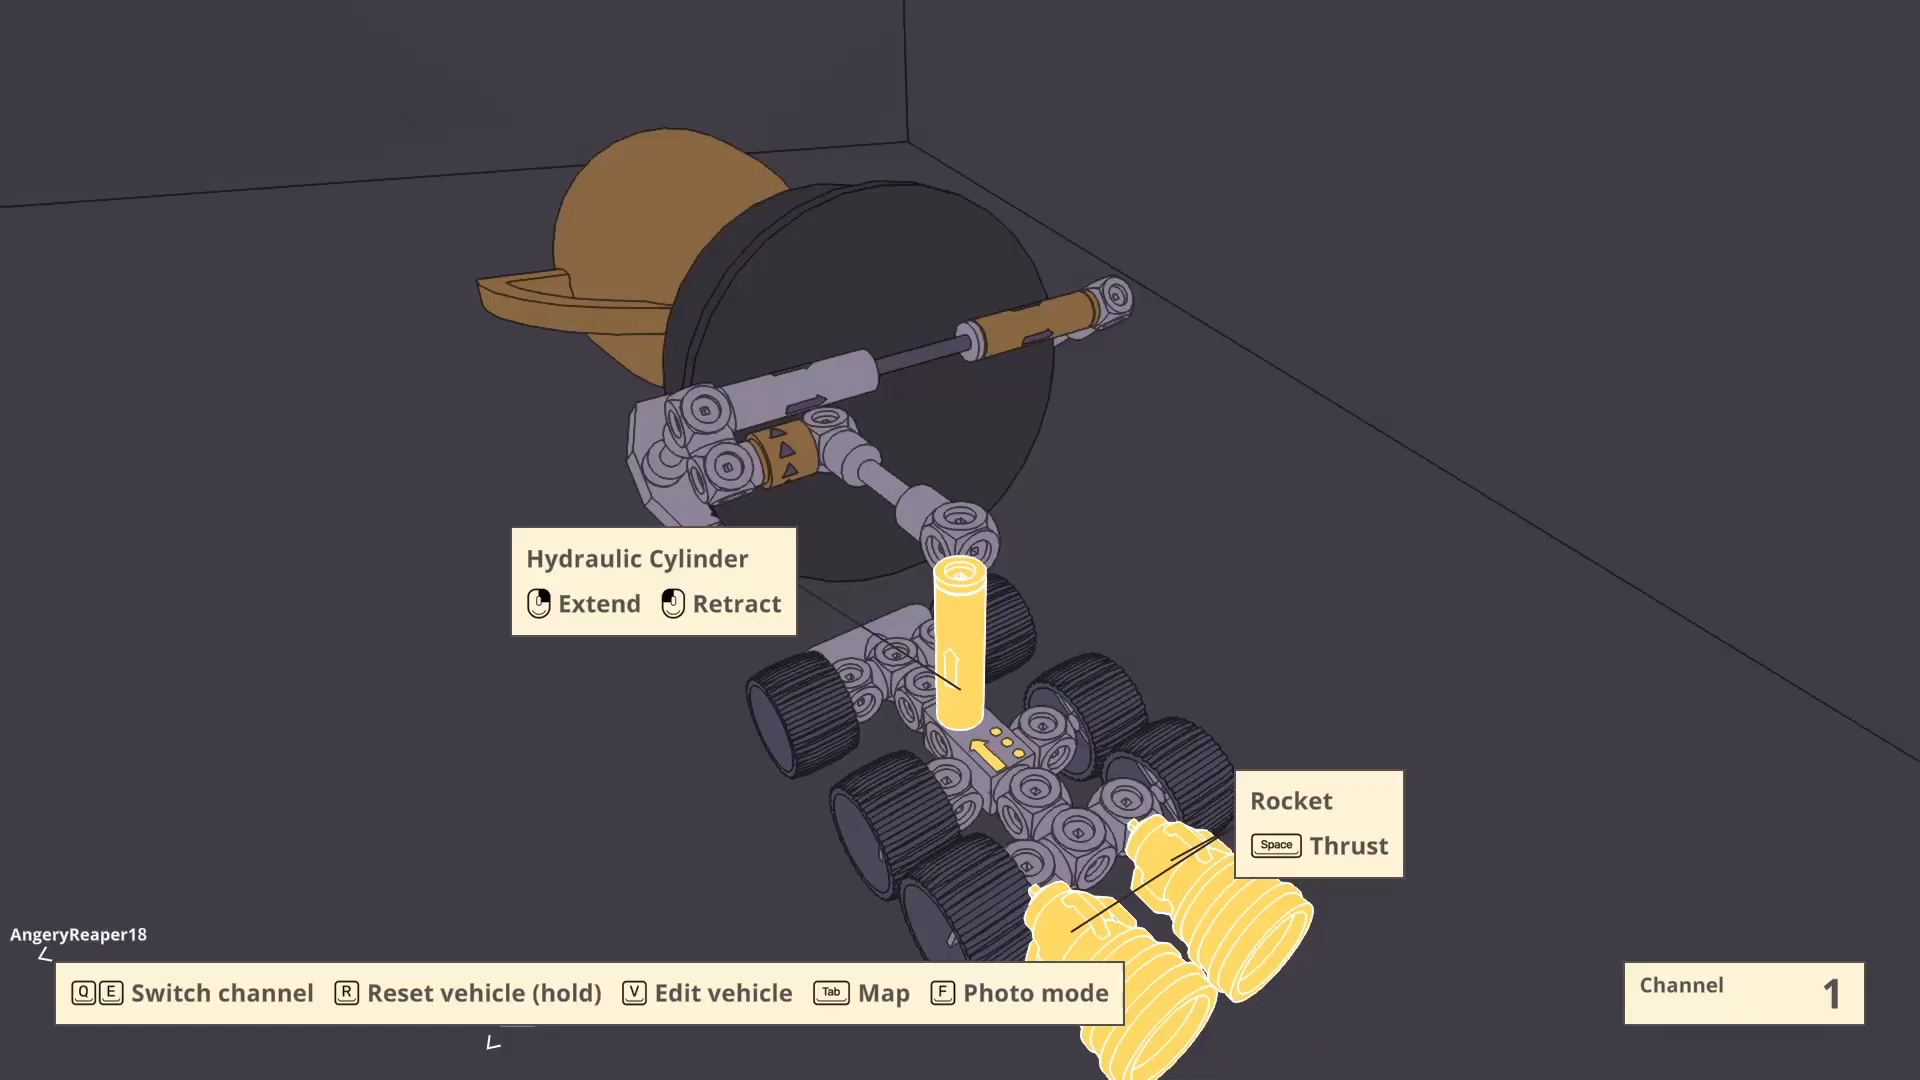 Hydraulic Cylinder
Extend Retract
Rocket
Space Thrust
AngeryReaper18
Q E Switch channel R Reset vehicle (hold) V Edit vehicle Tab Map F Photo mode
Channel 1